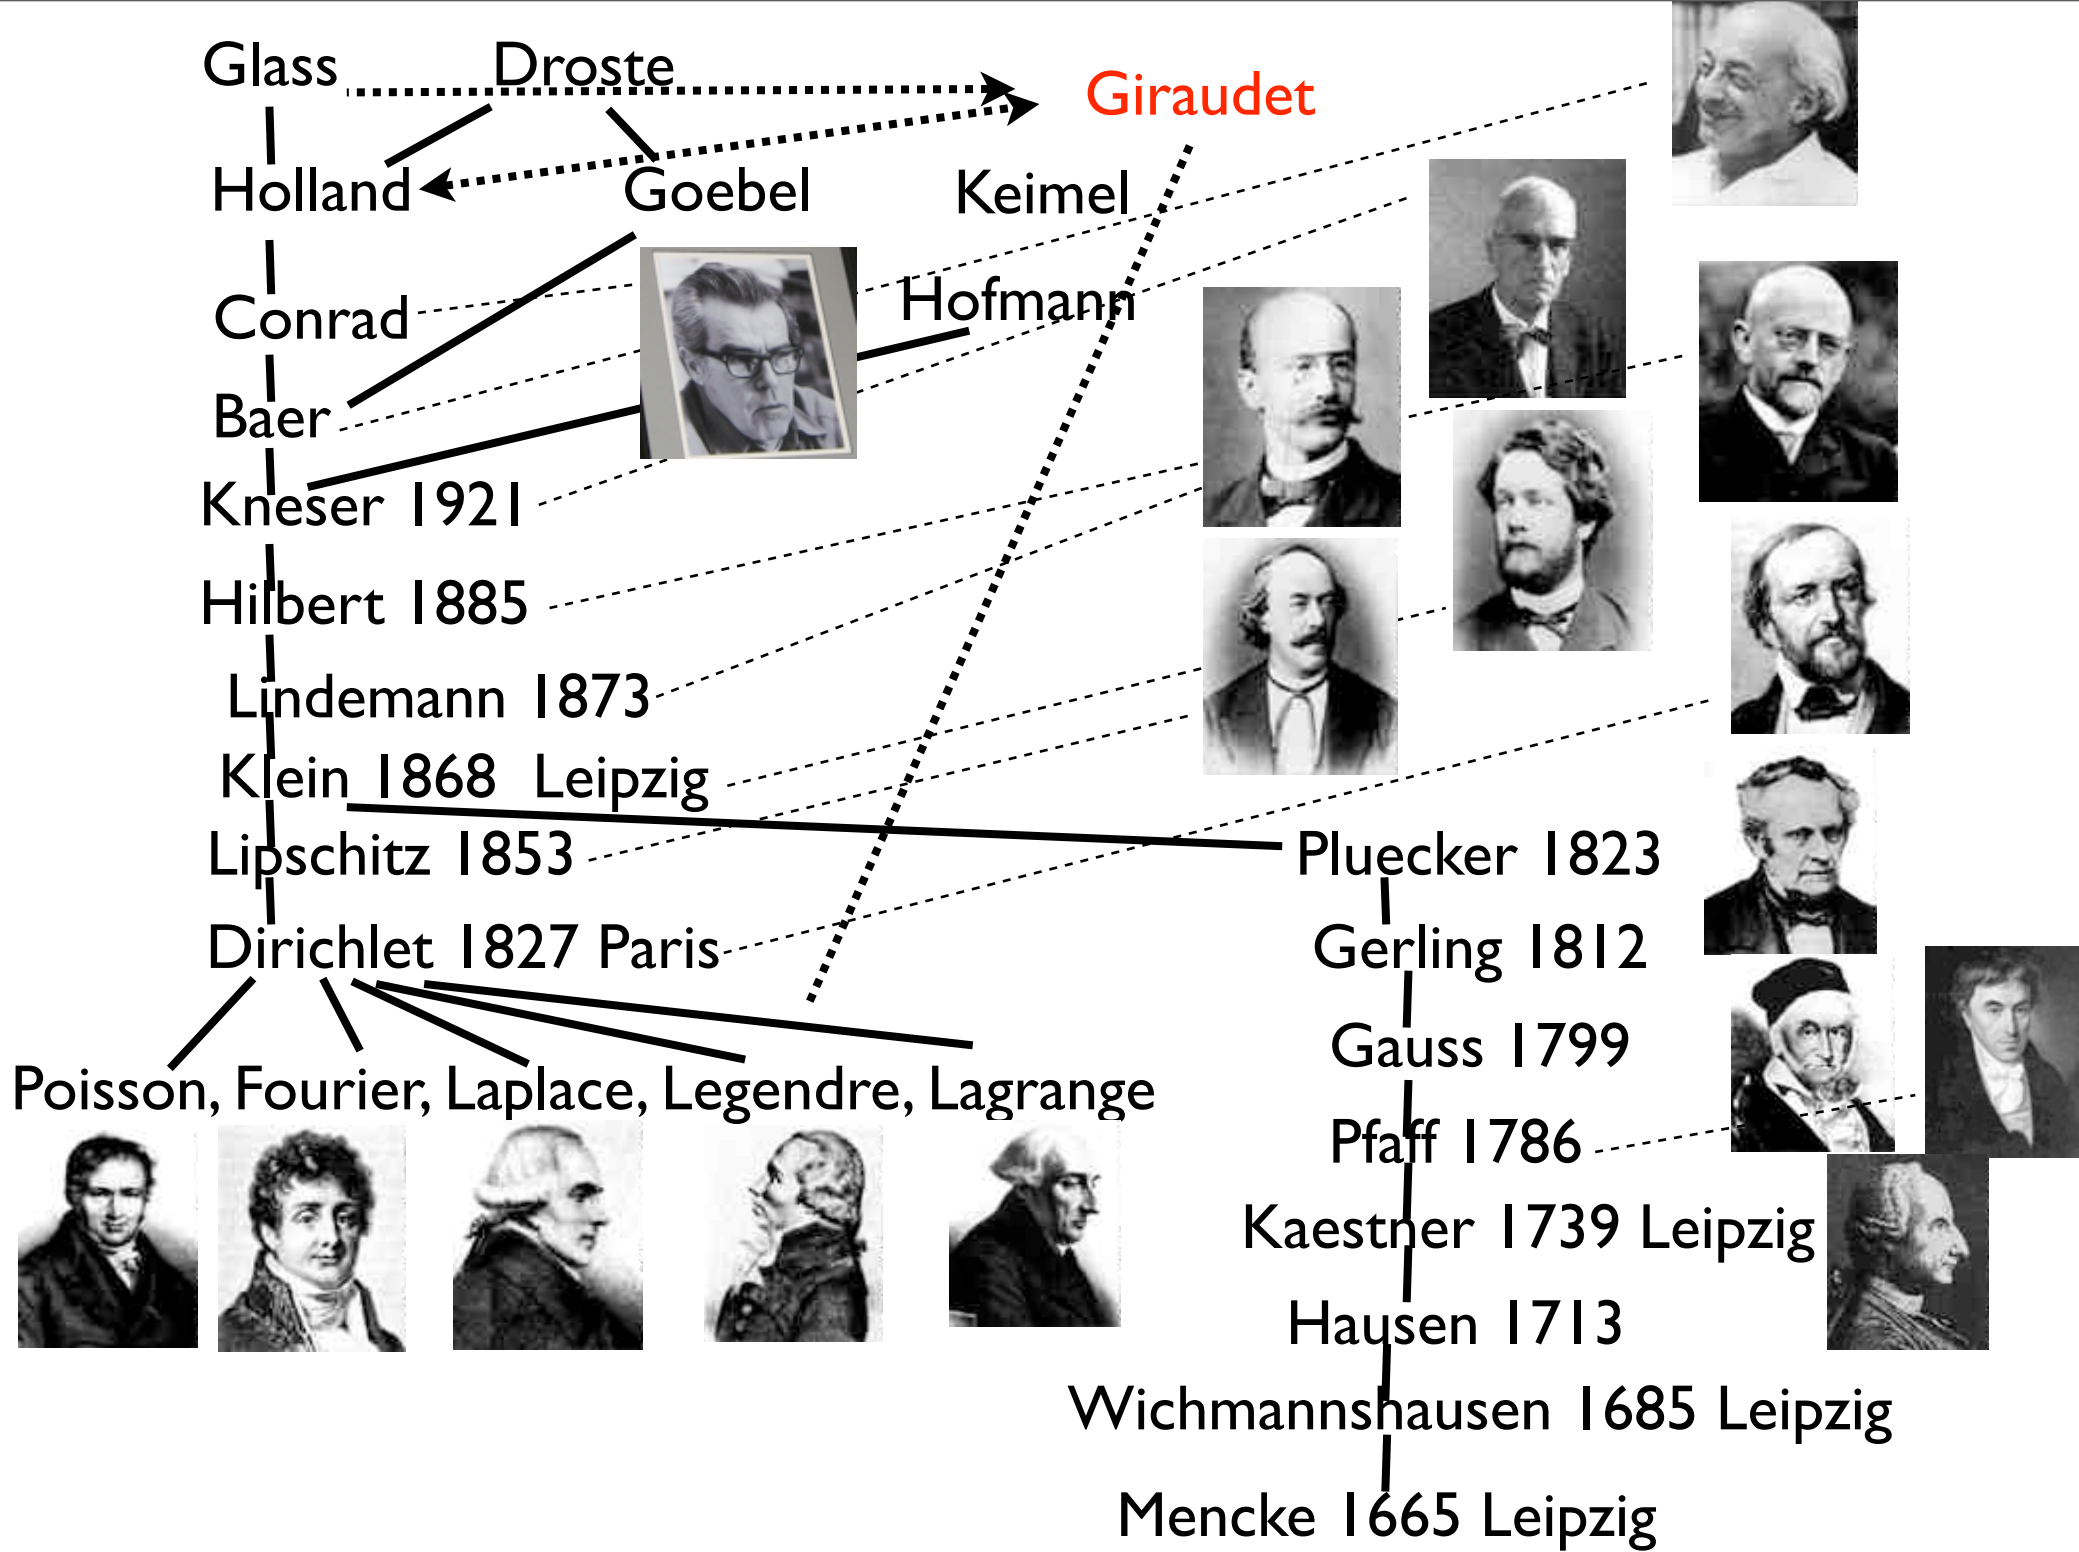 Glass Droste
Giraudet
Holland Goebel Keimel
Hofmann
Conrad
Baer
Kneser 1921
Hilbert 1885
Lindemann 1873
Klein 1868 Leipzig
Lipschitz 1853
Pluecker 1823
Dirichlet 1827 Paris
Gerling 1812
Gauss 1799
Poisson, Fourier, Laplace, Legendre, Lagrange
Pfaff 1786
Kaestner 1739 Leipzig
Hausen 1713
Wichmannshausen 1685 Leipzig
Mencke 1665 Leipzig